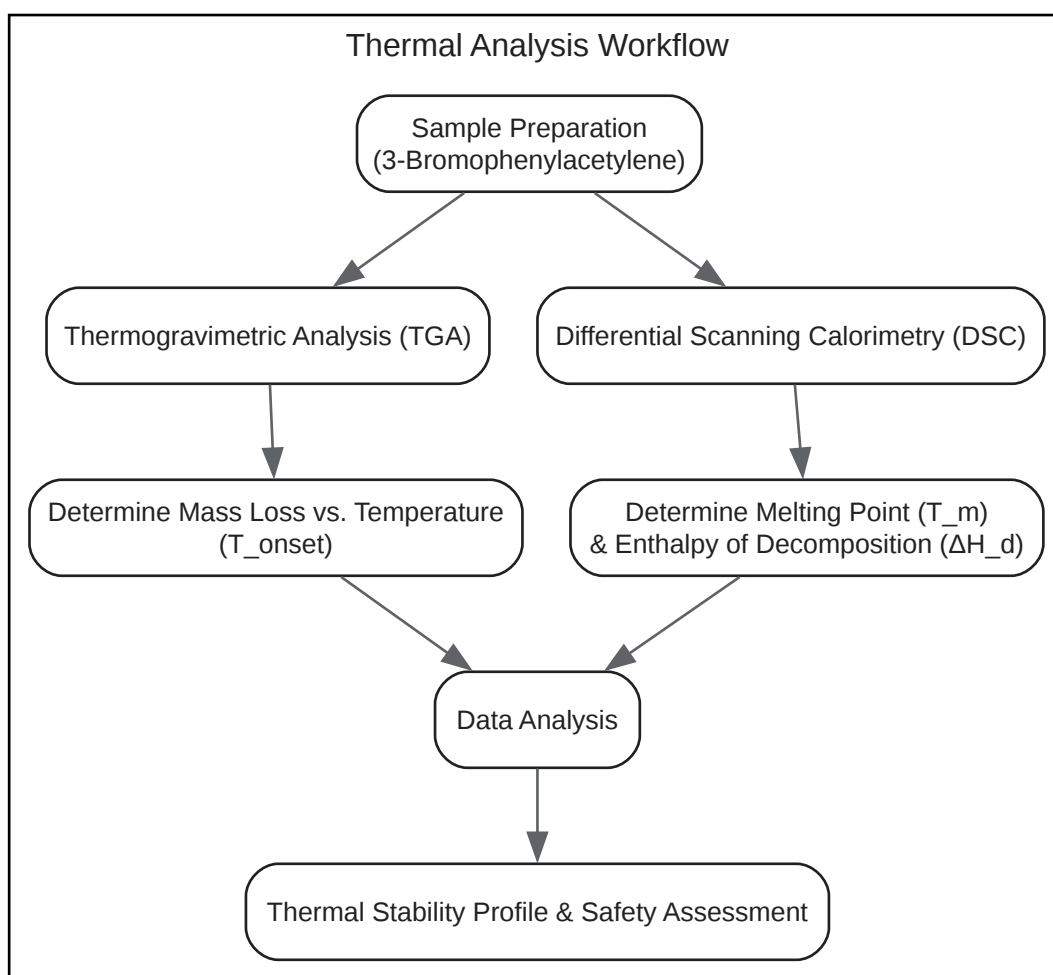 Thermal Analysis Workflow
Sample Preparation
(3-Bromophenylacetylene)
Thermogravimetric Analysis (TGA)
Differential Scanning Calorimetry (DSC)
Determine Mass Loss vs. Temperature
(T_onset)
Determine Melting Point (T_m)
& Enthalpy of Decomposition (ΔH_d)
Data Analysis
Thermal Stability Profile & Safety Assessment